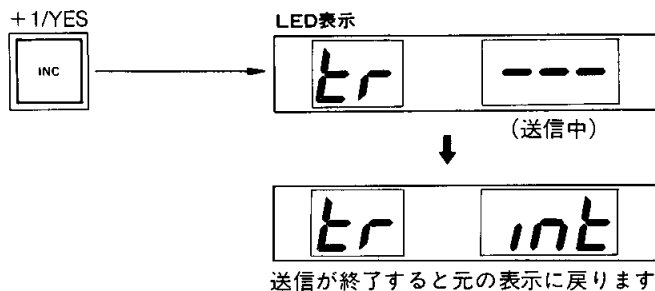 +1/YES
LED表示
INC
tr ---
(送信中)
tr int
送信が終了すると元の表示に戻ります